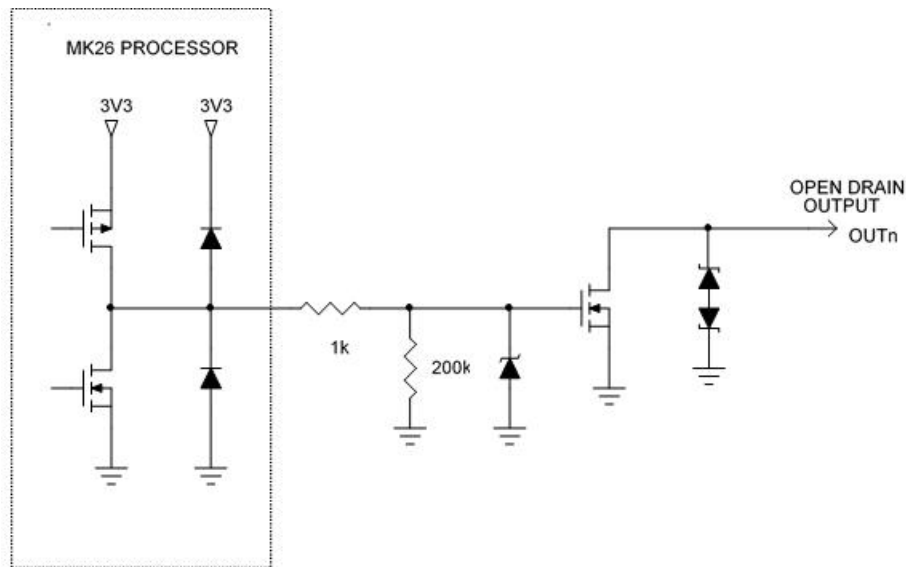 MK26 PROCESSOR
3V3
3V3
OPEN DRAIN
OUTPUT
OUTn
1k
200k